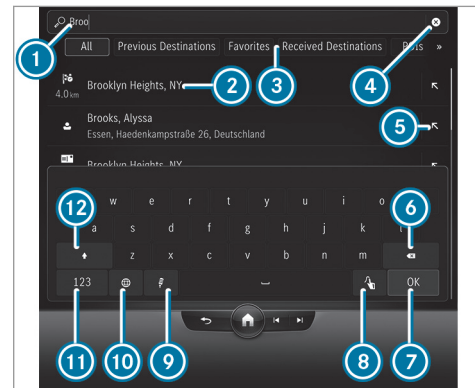 Broo
All Previous Destinations Favorites Received Destinations POIs »
1 2 3 4
Brooklyn Heights, NY
4.0 km
Brooks, Alyssa
Essen, Haedenkampstraße 26, Deutschland
5
Brooklyn Heights, NY
12 6
w e r t y u i o
a s d f g h j k l
z x c v b n m
123 OK
11 10 9 8 7